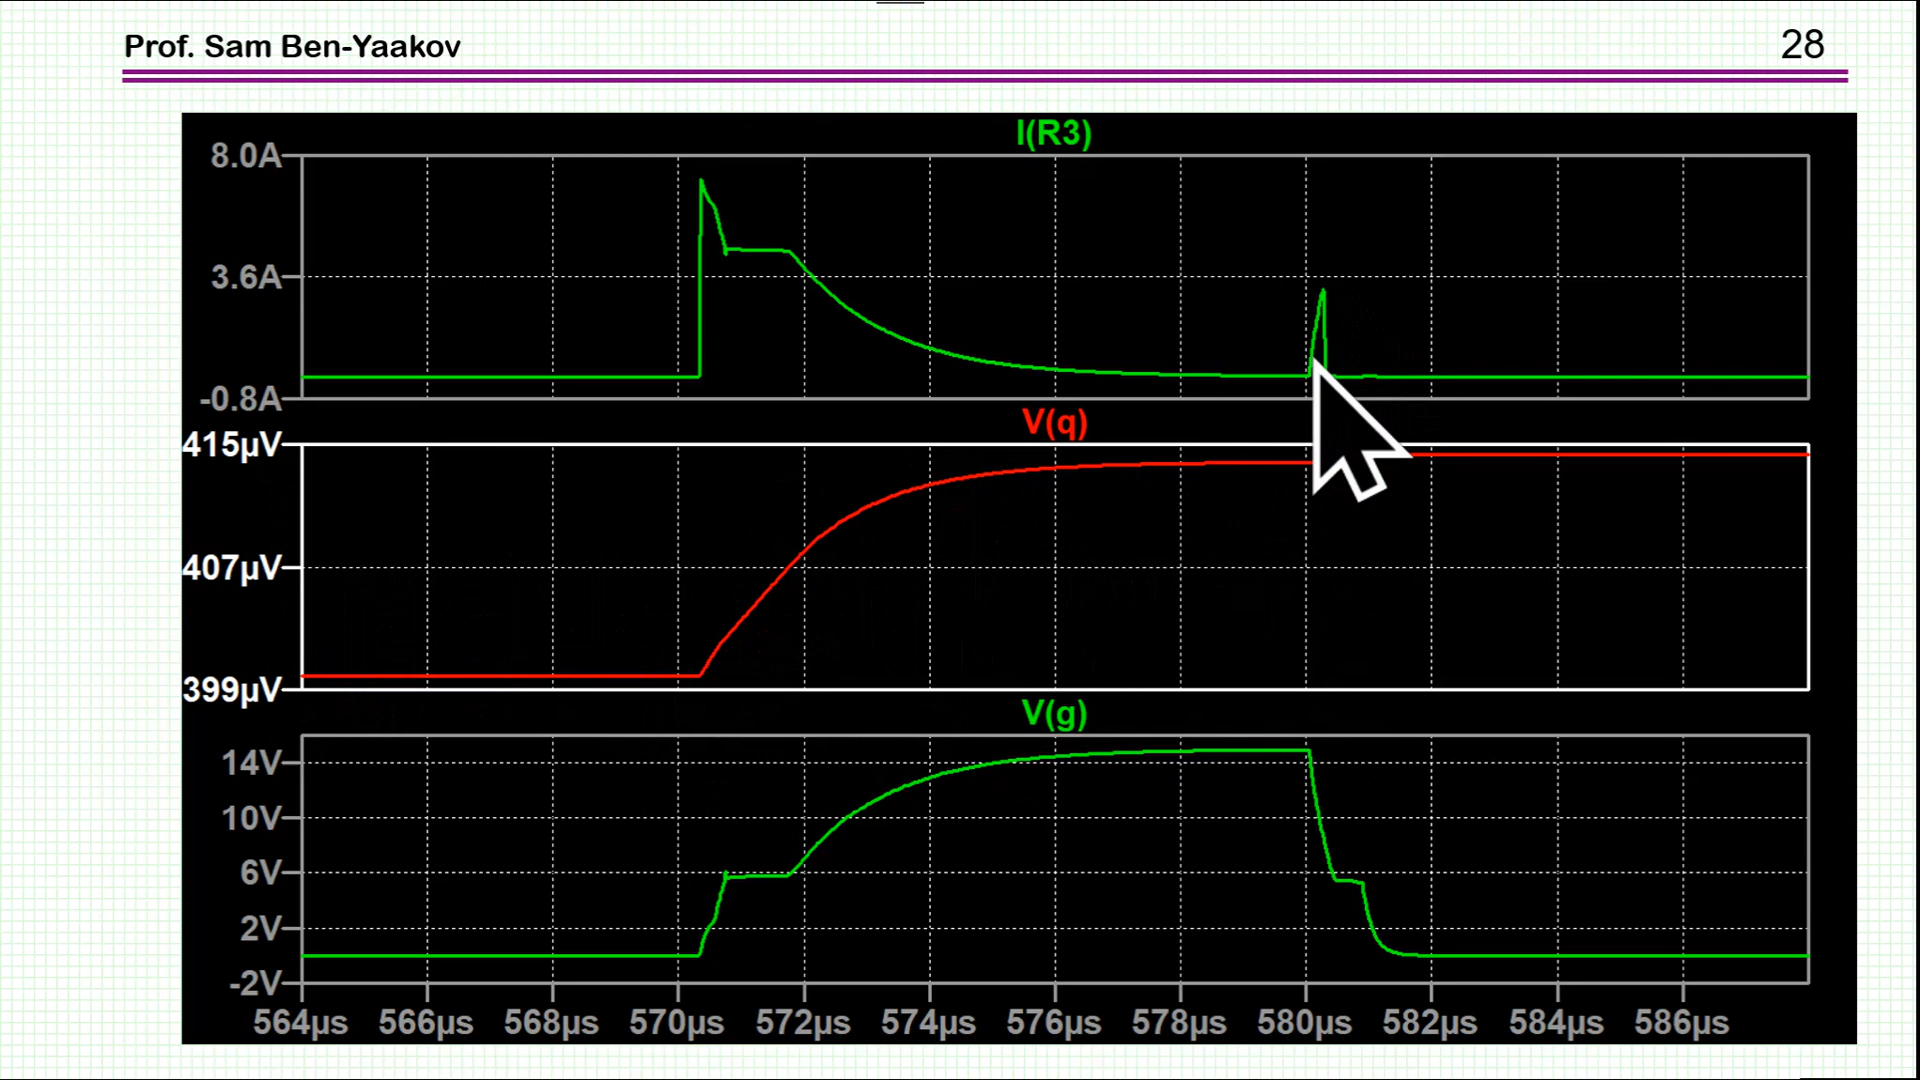 Prof. Sam Ben-Yaakov
28
I(R3)
8.0A
3.6A
-0.8A
V(q)
415µV
407µV
399µV
V(g)
14V
10V
6V
2V
-2V
564µs 566µs 568µs 570µs 572µs 574µs 576µs 578µs 580µs 582µs 584µs 586µs